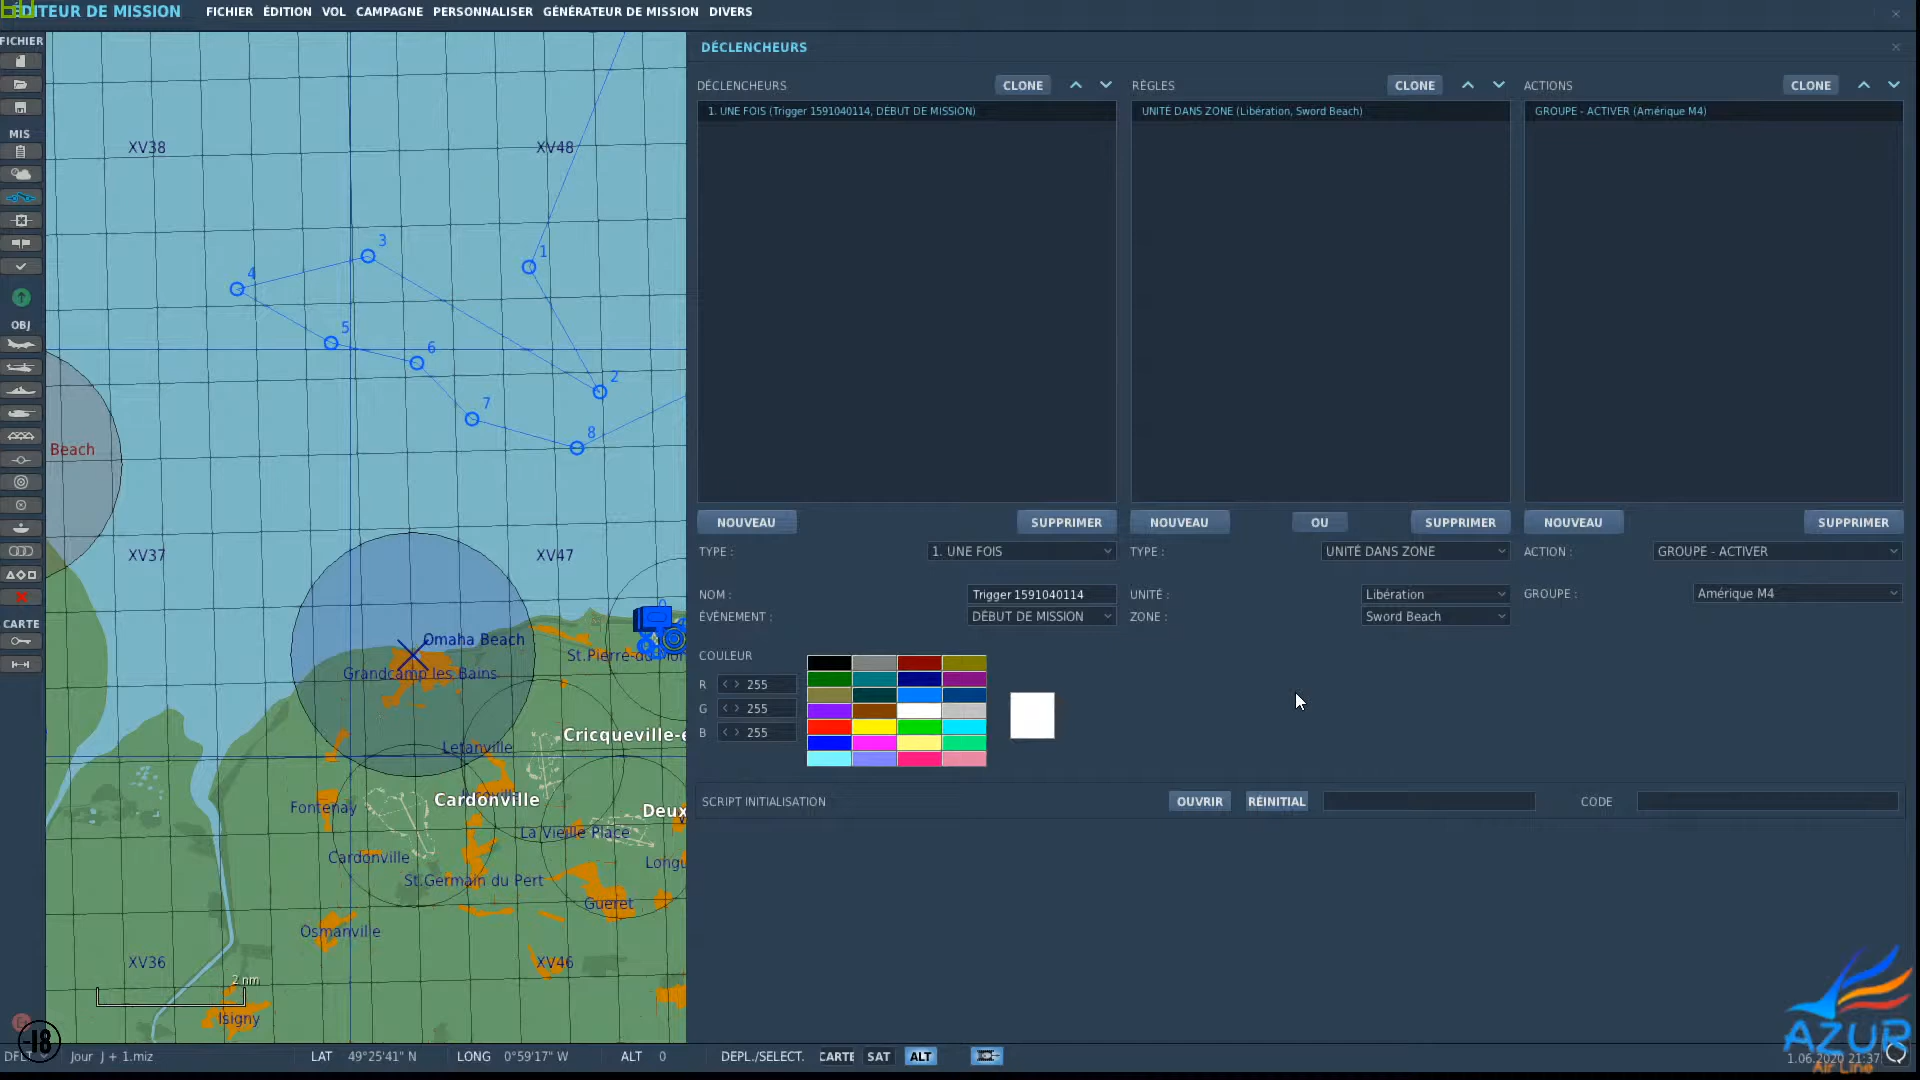 EDITEUR DE MISSION
FICHIER ÉDITION VOL CAMPAGNE PERSONNALISER GÉNÉRATEUR DE MISSION DIVERS
FICHIER
MIS
OBJ
CARTE
XV38
XV48
3
1
4
5
6
2
7
8
Beach
XV37
XV47
Omaha Beach
Grandcamp les Bains
St.Pierre-du-Mon
Letanville
Cricqueville-e
Cardonville
Fontenay
Deux
La Vieille Place
Cardonville
Longu
St.Germain du Pert
Gueret
Osmanville
XV36
XV46
2 nm
Isigny
DÉCLENCHEURS
DÉCLENCHEURS CLONE
RÈGLES CLONE
ACTIONS CLONE
1. UNE FOIS (Trigger 1591040114, DÉBUT DE MISSION)
UNITÉ DANS ZONE (Libération, Sword Beach)
GROUPE - ACTIVER (Amérique M4)
NOUVEAU SUPPRIMER
NOUVEAU OU SUPPRIMER
NOUVEAU SUPPRIMER
TYPE : 1. UNE FOIS
TYPE : UNITÉ DANS ZONE
ACTION : GROUPE - ACTIVER
NOM : Trigger 1591040114
UNITÉ : Libération
GROUPE : Amérique M4
ÉVÉNEMENT : DÉBUT DE MISSION
ZONE : Sword Beach
COULEUR
R < > 255
G < > 255
B < > 255
SCRIPT INITIALISATION OUVRIR RÉINITIAL CODE
-18
Jour J + 1.miz
LAT 49°25'41" N LONG 0°59'17" W ALT 0 DEPL./SELECT. CARTE SAT ALT
AZUR
Air Line
1.06.2020 21:37